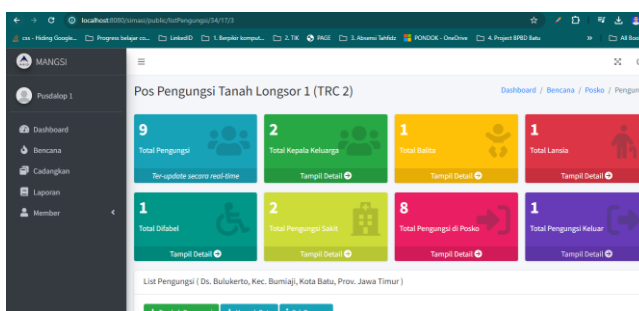 localhost:8080/simasi/public/listPengungsi/34/17/3
css - Hiding Google... Progress belajar co... LinkedID 1. Berpikir komput... 2. TIK PAGE 3. Absensi Tahfidz PONDOK - OneDrive 4. Project BPBD Batu » All Boo
MANGSI
Pusdalop 1
Pos Pengungsi Tanah Longsor 1 (TRC 2)
Dashboard / Bencana / Posko / Pengun
Dashboard
Bencana
Cadangkan
Laporan
Member
9
Total Pengungsi
Ter-update secara real-time
2
Total Kepala Keluarga
Tampil Detail
1
Total Balita
Tampil Detail
1
Total Lansia
Tampil Detail
1
Total Difabel
Tampil Detail
2
Total Pengungsi Sakit
Tampil Detail
8
Total Pengungsi di Posko
Tampil Detail
1
Total Pengungsi Keluar
Tampil Detail
List Pengungsi ( Ds. Bulukerto, Kec. Bumiaji, Kota Batu, Prov. Jawa Timur )